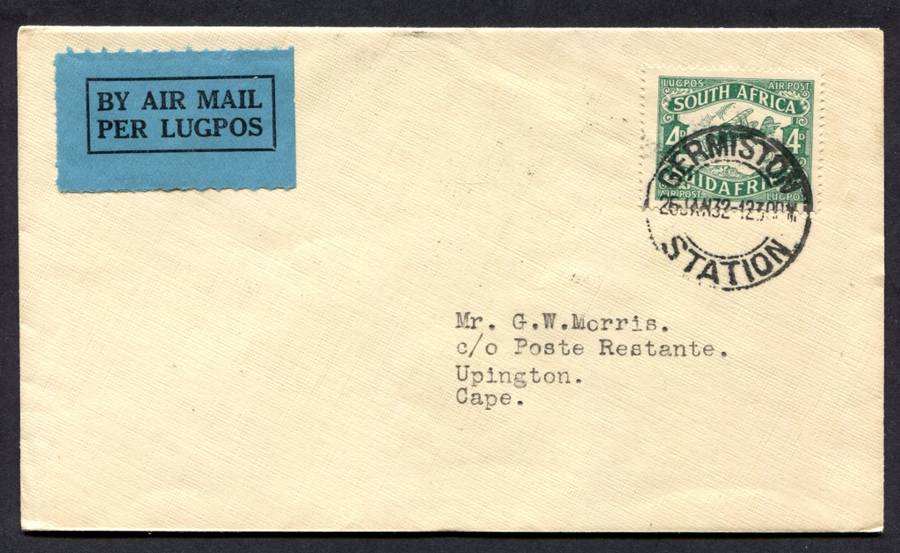 BY AIR MAIL
PER LUGPOS
LUGPOS AIR POST
SOUTH AFRICA
4D 4D
SUIDAFRIKA
AIR POST LUGPOS
GERMISTON
STATION
Mr. G.W.Morris.
c/o Poste Restante.
Upington.
Cape.